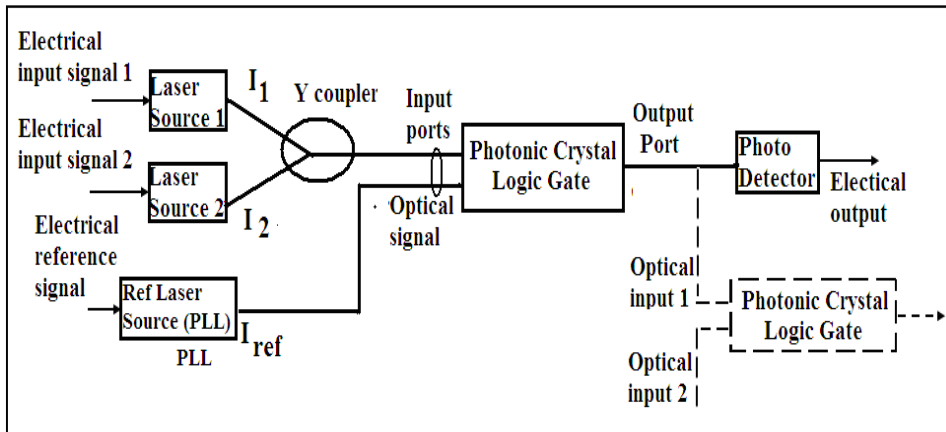 Electrical
input signal 1
Laser
Source 1
I1
Y coupler
Electrical
input signal 2
Laser
Source 2
I2
Electrical
reference
signal
Ref Laser
Source (PLL)
PLL
Iref
Input
ports
Optical
signal
Photonic Crystal
Logic Gate
Output
Port
Photo
Detector
Electical
output
Optical
input 1
Photonic Crystal
Logic Gate
Optical
input 2